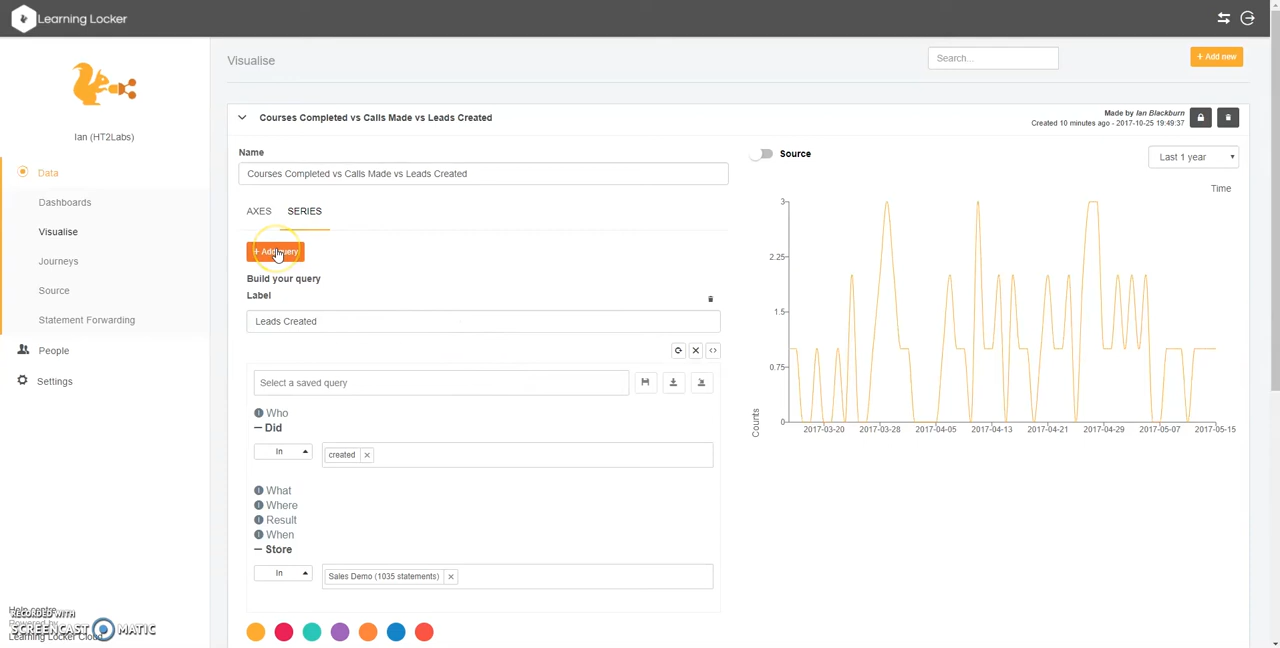 Learning Locker
Visualise
Search...
+ Add new
Ian (HT2Labs)
Data
Dashboards
Visualise
Journeys
Source
Statement Forwarding
People
Settings
Courses Completed vs Calls Made vs Leads Created
Made by Ian Blackburn
Created 10 minutes ago - 2017-10-25 19:49:37
Name
Courses Completed vs Calls Made vs Leads Created
AXES SERIES
+ Add query
Build your query
Label
Leads Created
Select a saved query
Who
Did
In
created ×
What
Where
Result
When
Store
In
Sales Demo (1035 statements) ×
Source
Last 1 year
Time
3
2.25
1.5
0.75
0
Counts
2017-03-20 2017-03-28 2017-04-05 2017-04-13 2017-04-21 2017-04-29 2017-05-07 2017-05-15
RECORDED WITH
SCREENCAST MATIC
Learning Locker Cloud